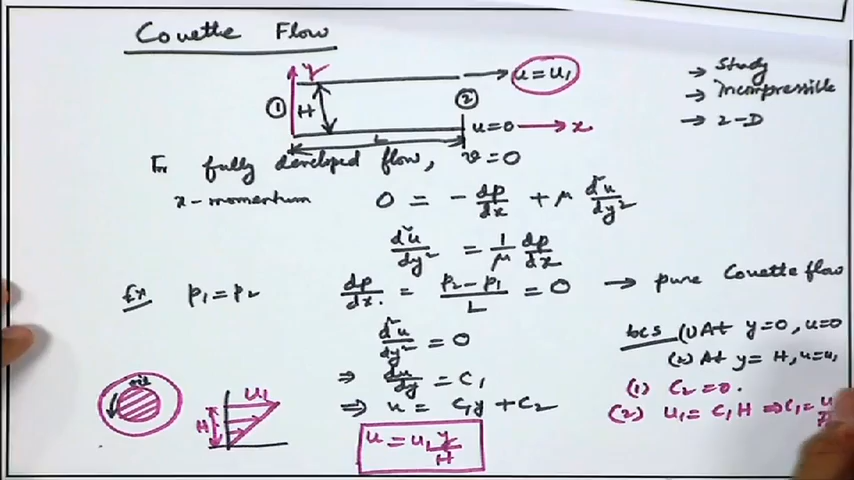 Couette Flow
y
→ u = u₁
→ Study
→ incompressible
→ 2-D
① H ②
u=0 → x
L
For fully developed flow, v=0
x-momentum 0 = - dp/dx + μ d²u/dy²
d²u/dy² = 1/μ dp/dx
Ex p₁=p₂ dp/dx = (p₂-p₁)/L = 0 → pure Couette flow
d²u/dy² = 0
bcs (1) At y=0, u=0
(2) At y= H, u=u₁
⇒ du/dy = C₁
(1) C₂=0.
⇒ u = C₁y + C₂
(2) U₁ = C₁H ⇒ C₁=
u = u₁ y/H
oil
U₁
H